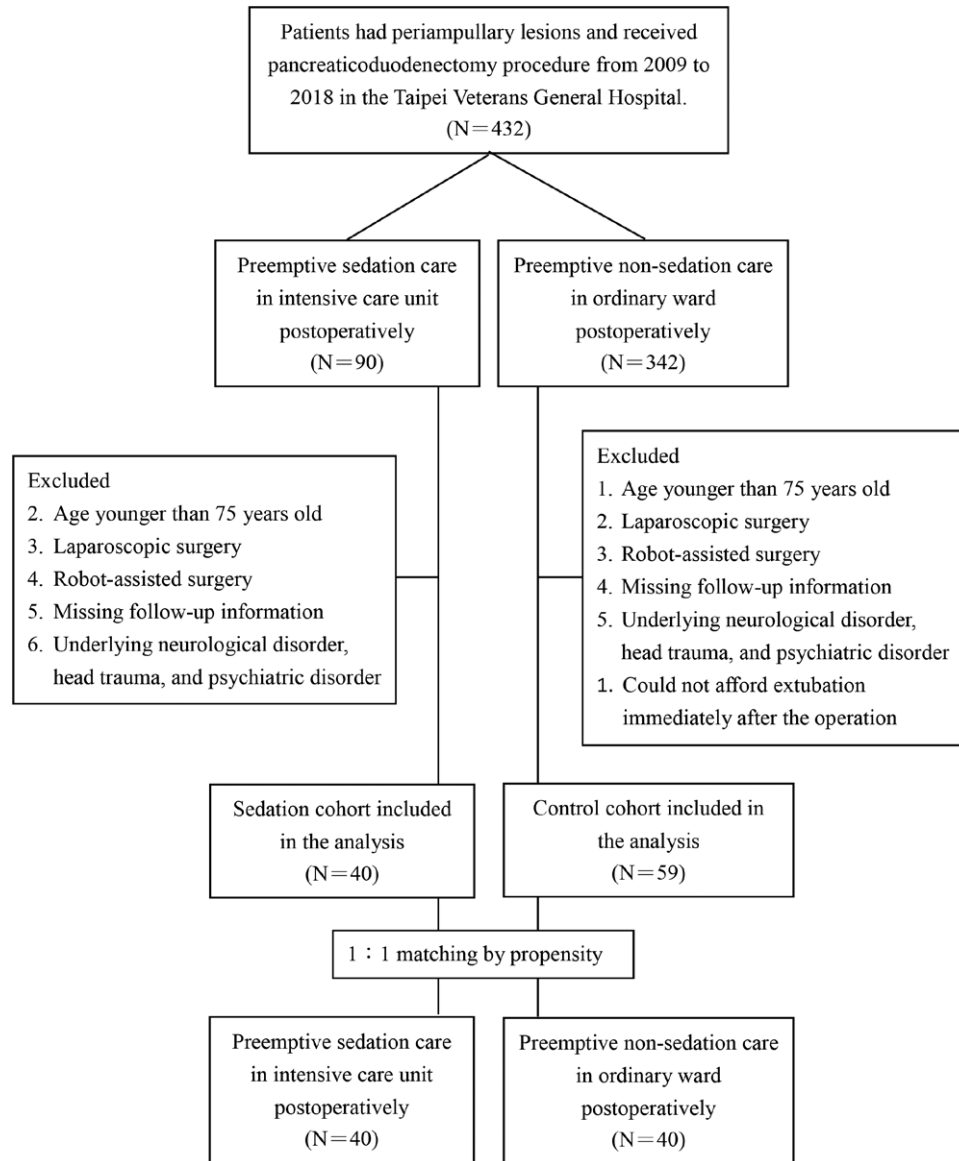 Patients had periampullary lesions and received
pancreaticoduodenectomy procedure from 2009 to
2018 in the Taipei Veterans General Hospital.
(N=432)
Preemptive sedation care
in intensive care unit
postoperatively
(N=90)
Preemptive non-sedation care
in ordinary ward
postoperatively
(N=342)
Excluded
2. Age younger than 75 years old
3. Laparoscopic surgery
4. Robot-assisted surgery
5. Missing follow-up information
6. Underlying neurological disorder,
head trauma, and psychiatric disorder
Excluded
1. Age younger than 75 years old
2. Laparoscopic surgery
3. Robot-assisted surgery
4. Missing follow-up information
5. Underlying neurological disorder,
head trauma, and psychiatric disorder
1. Could not afford extubation
immediately after the operation
Sedation cohort included
in the analysis
(N=40)
Control cohort included in
the analysis
(N=59)
1：1 matching by propensity
Preemptive sedation care
in intensive care unit
postoperatively
(N=40)
Preemptive non-sedation care
in ordinary ward
postoperatively
(N=40)